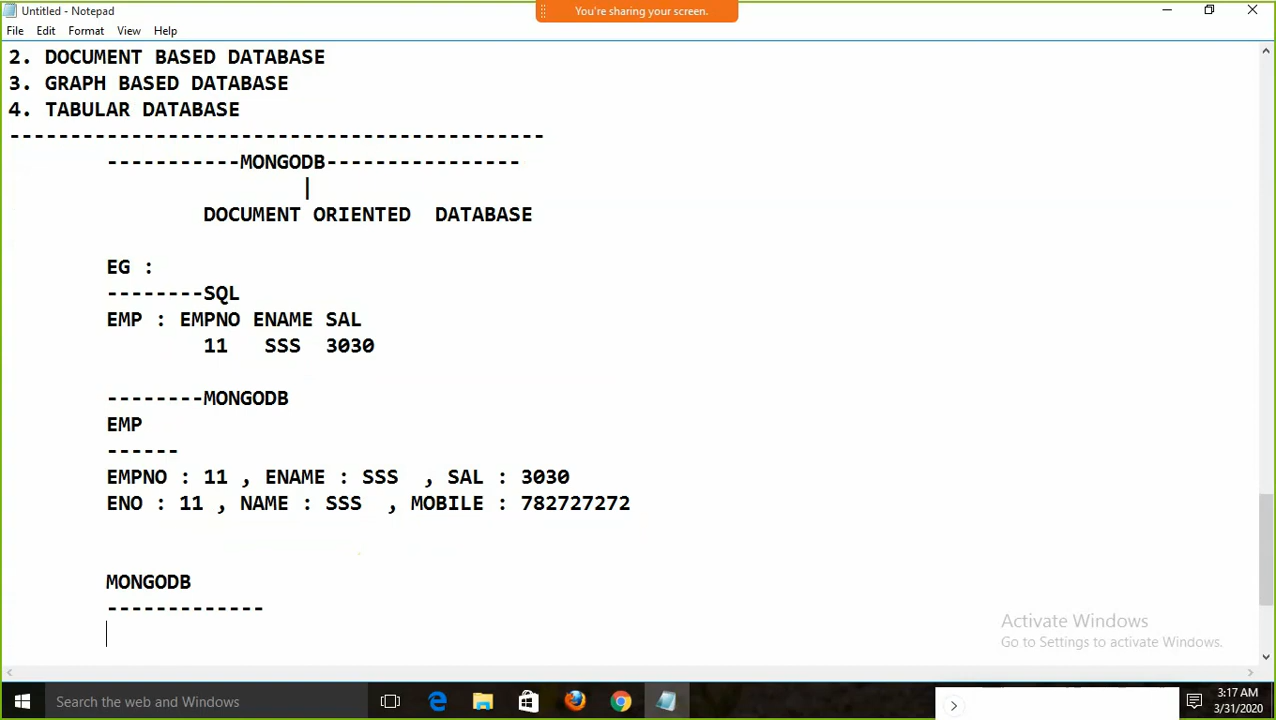 Untitled - Notepad
You're sharing your screen.
File Edit Format View Help
2. DOCUMENT BASED DATABASE
3. GRAPH BASED DATABASE
4. TABULAR DATABASE
--------------------------------------------
-----------MONGODB----------------
|
DOCUMENT ORIENTED  DATABASE
EG :
--------SQL
EMP : EMPNO ENAME SAL
11   SSS  3030
--------MONGODB
EMP
------
EMPNO : 11 , ENAME : SSS  , SAL : 3030
ENO : 11 , NAME : SSS  , MOBILE : 782727272
MONGODB
-------------
Activate Windows
Go to Settings to activate Windows.
Search the web and Windows
3:17 AM
3/31/2020